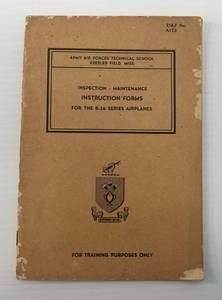 ARMY AIR FORCES TECHNICAL SCHOOL
KEESLER FIELD, MISS.
INSPECTION - MAINTENANCE
INSTRUCTION FORMS
FOR THE B-26 SERIES AIRPLANES
FOR TRAINING PURPOSES ONLY